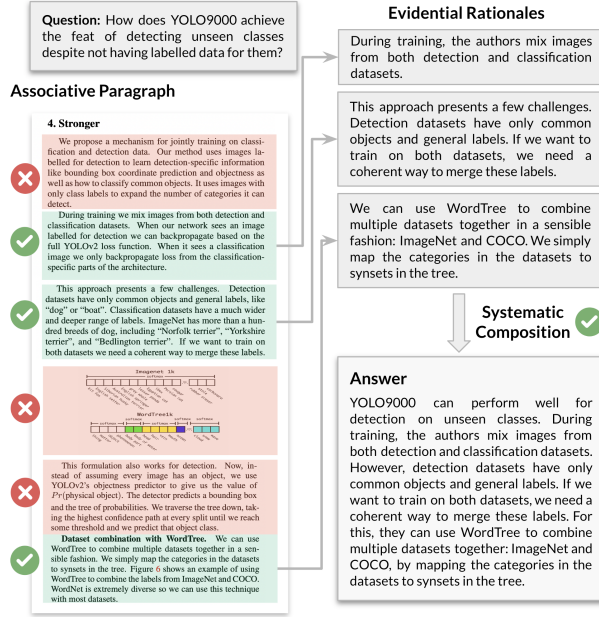 Question: How does YOLO9000 achieve
the feat of detecting unseen classes
despite not having labelled data for them?
Associative Paragraph
4. Stronger
We propose a mechanism for jointly training on classi-
fication and detection data. Our method uses images la-
belled for detection to learn detection-specific information
like bounding box coordinate prediction and objectness as
well as how to classify common objects. It uses images with
only class labels to expand the number of categories it can
detect.
During training we mix images from both detection and
classification datasets. When our network sees an image
labelled for detection we can backpropagate based on the
full YOLOv2 loss function. When it sees a classification
image we only backpropagate loss from the classification-
specific parts of the architecture.
This approach presents a few challenges. Detection
datasets have only common objects and general labels, like
“dog” or “boat”. Classification datasets have a much wider
and deeper range of labels. ImageNet has more than a hun-
dred breeds of dog, including “Norfolk terrier”, “Yorkshire
terrier”, and “Bedlington terrier”. If we want to train on
both datasets we need a coherent way to merge these labels.
Imagenet 1k
softmax
WordTree1k
softmax softmax softmax softmax
This formulation also works for detection. Now, in-
stead of assuming every image has an object, we use
YOLOv2's objectness predictor to give us the value of
Pr(physical object). The detector predicts a bounding box
and the tree of probabilities. We traverse the tree down, tak-
ing the highest confidence path at every split until we reach
some threshold and we predict that object class.
Dataset combination with WordTree. We can use
WordTree to combine multiple datasets together in a sen-
sible fashion. We simply map the categories in the datasets
to synsets in the tree. Figure 6 shows an example of using
WordTree to combine the labels from ImageNet and COCO.
WordNet is extremely diverse so we can use this technique
with most datasets.
Evidential Rationales
During training, the authors mix images
from both detection and classification
datasets.
This approach presents a few challenges.
Detection datasets have only common
objects and general labels. If we want to
train on both datasets, we need a
coherent way to merge these labels.
We can use WordTree to combine
multiple datasets together in a sensible
fashion: ImageNet and COCO. We simply
map the categories in the datasets to
synsets in the tree.
Systematic
Composition
Answer
YOLO9000 can perform well for
detection on unseen classes. During
training, the authors mix images from
both detection and classification datasets.
However, detection datasets have only
common objects and general labels. If we
want to train on both datasets, we need a
coherent way to merge these labels. For
this, they can use WordTree to combine
multiple datasets together: ImageNet and
COCO, by mapping the categories in the
datasets to synsets in the tree.